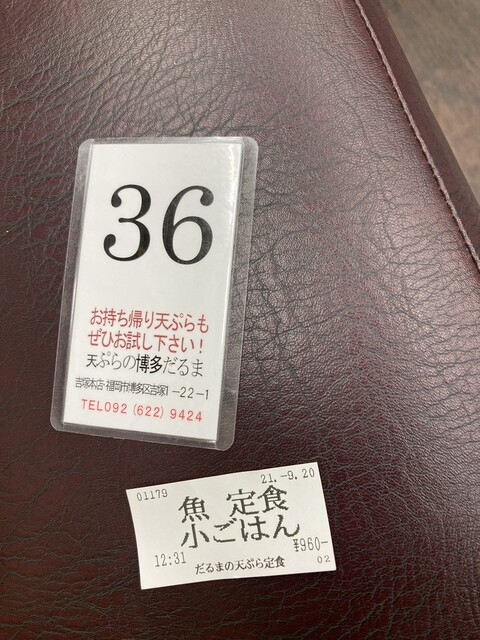 36
お持ち帰り天ぷらも
ぜひお試し下さい!
天ぷらの博多だるま
吉塚本店・福岡市博多区吉塚1-22-1
TEL092(622)9424
01179 21.-9.20
魚 定食
小ごはん
12:31 ¥960-
だるまの天ぷら定食 02